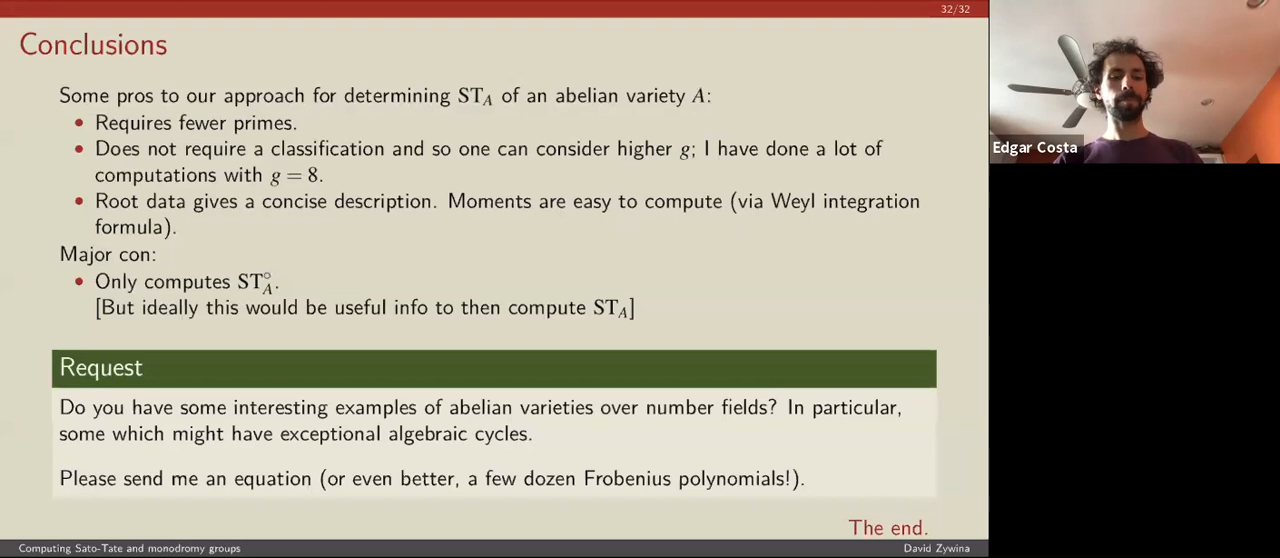 32/32
Conclusions
Some pros to our approach for determining ST_A of an abelian variety A:
• Requires fewer primes.
• Does not require a classification and so one can consider higher g; I have done a lot of
computations with g = 8.
• Root data gives a concise description. Moments are easy to compute (via Weyl integration
formula).
Major con:
• Only computes ST_A^∘.
[But ideally this would be useful info to then compute ST_A]
Request
Do you have some interesting examples of abelian varieties over number fields? In particular,
some which might have exceptional algebraic cycles.
Please send me an equation (or even better, a few dozen Frobenius polynomials!).
The end.
Computing Sato-Tate and monodromy groups
David Zywina
Edgar Costa